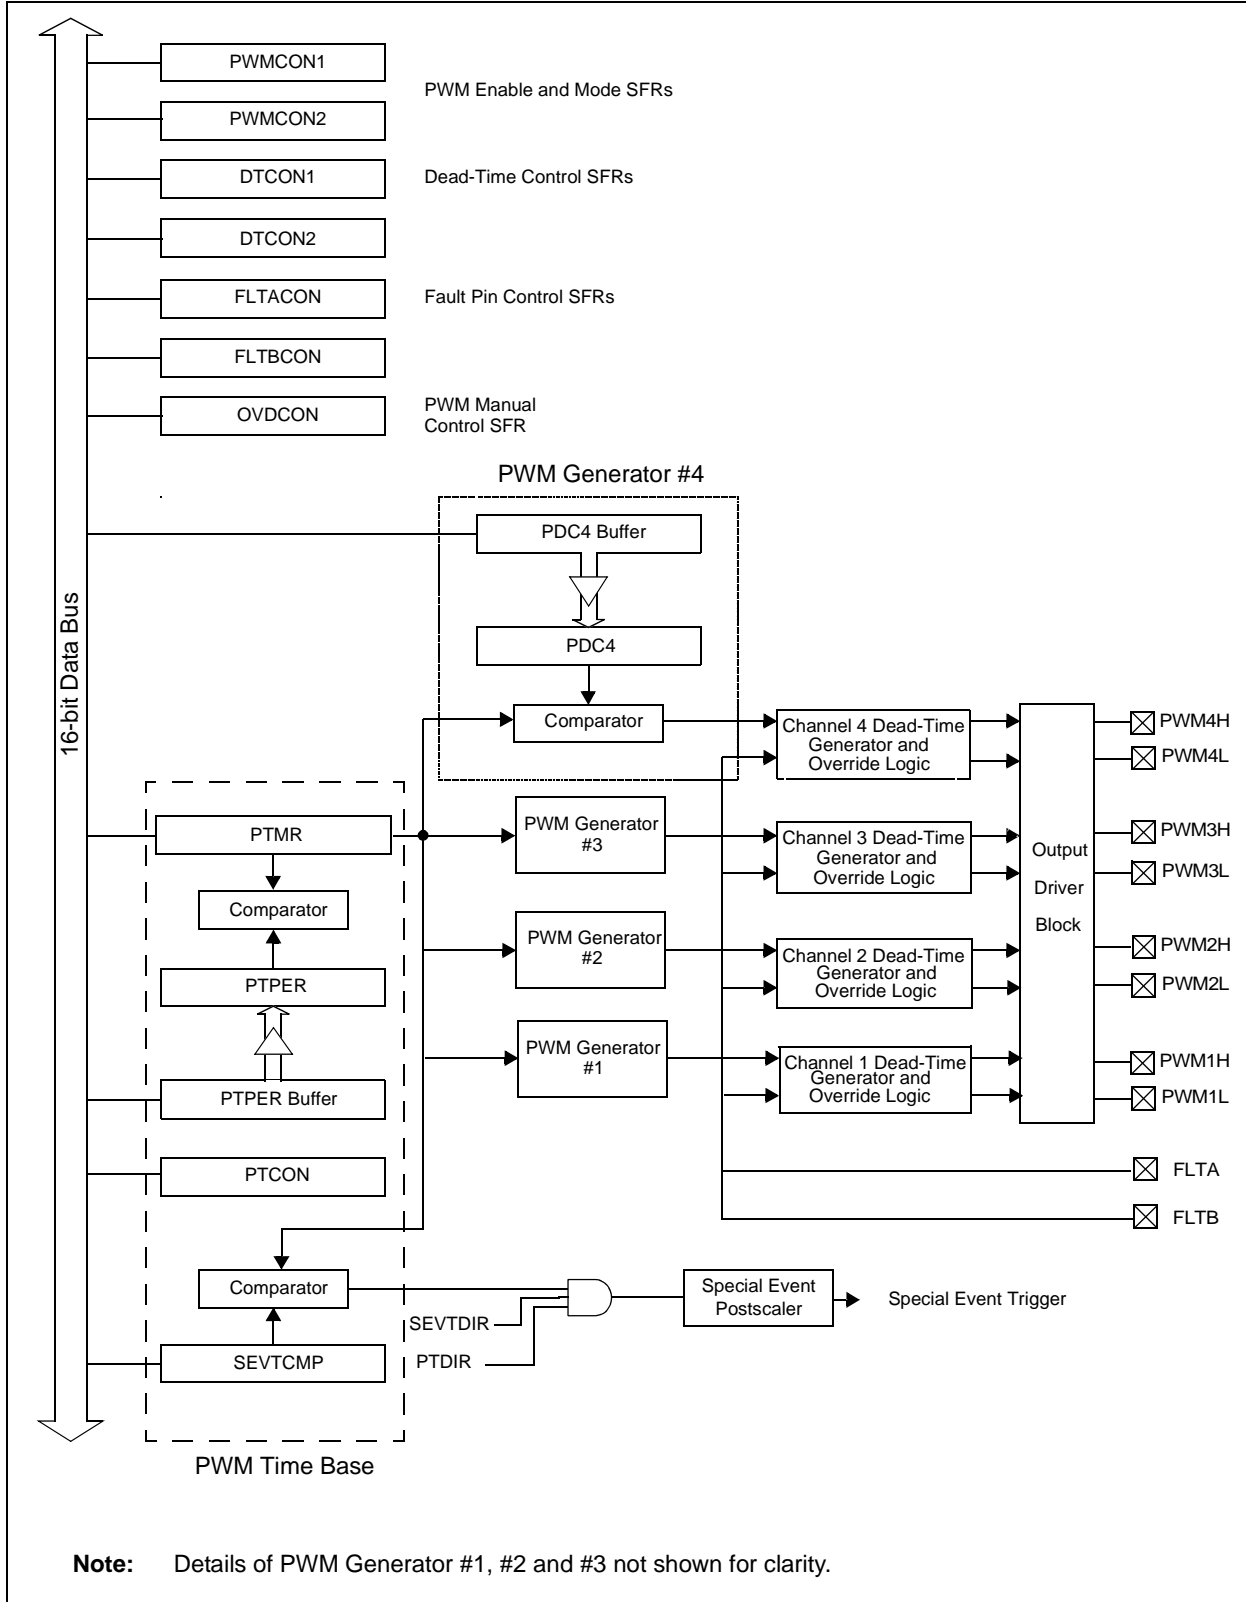 PWMCON1
PWM Enable and Mode SFRs
PWMCON2
DTCON1
Dead-Time Control SFRs
DTCON2
FLTACON
Fault Pin Control SFRs
FLTBCON
OVDCON
PWM Manual
Control SFR
PWM Generator #4
PDC4 Buffer
PDC4
Comparator
16-bit Data Bus
Channel 4 Dead-Time
Generator and
Override Logic
PWM4H
PWM4L
PTMR
PWM Generator
#3
Channel 3 Dead-Time
Generator and
Override Logic
PWM3H
PWM3L
Output
Driver
Block
Comparator
PTPER
PWM Generator
#2
Channel 2 Dead-Time
Generator and
Override Logic
PWM2H
PWM2L
PWM Generator
#1
Channel 1 Dead-Time
Generator and
Override Logic
PWM1H
PWM1L
PTPER Buffer
PTCON
FLTA
FLTB
Comparator
SEVTDIR
PTDIR
Special Event
Postscaler
Special Event Trigger
SEVTCMP
PWM Time Base
Note: Details of PWM Generator #1, #2 and #3 not shown for clarity.